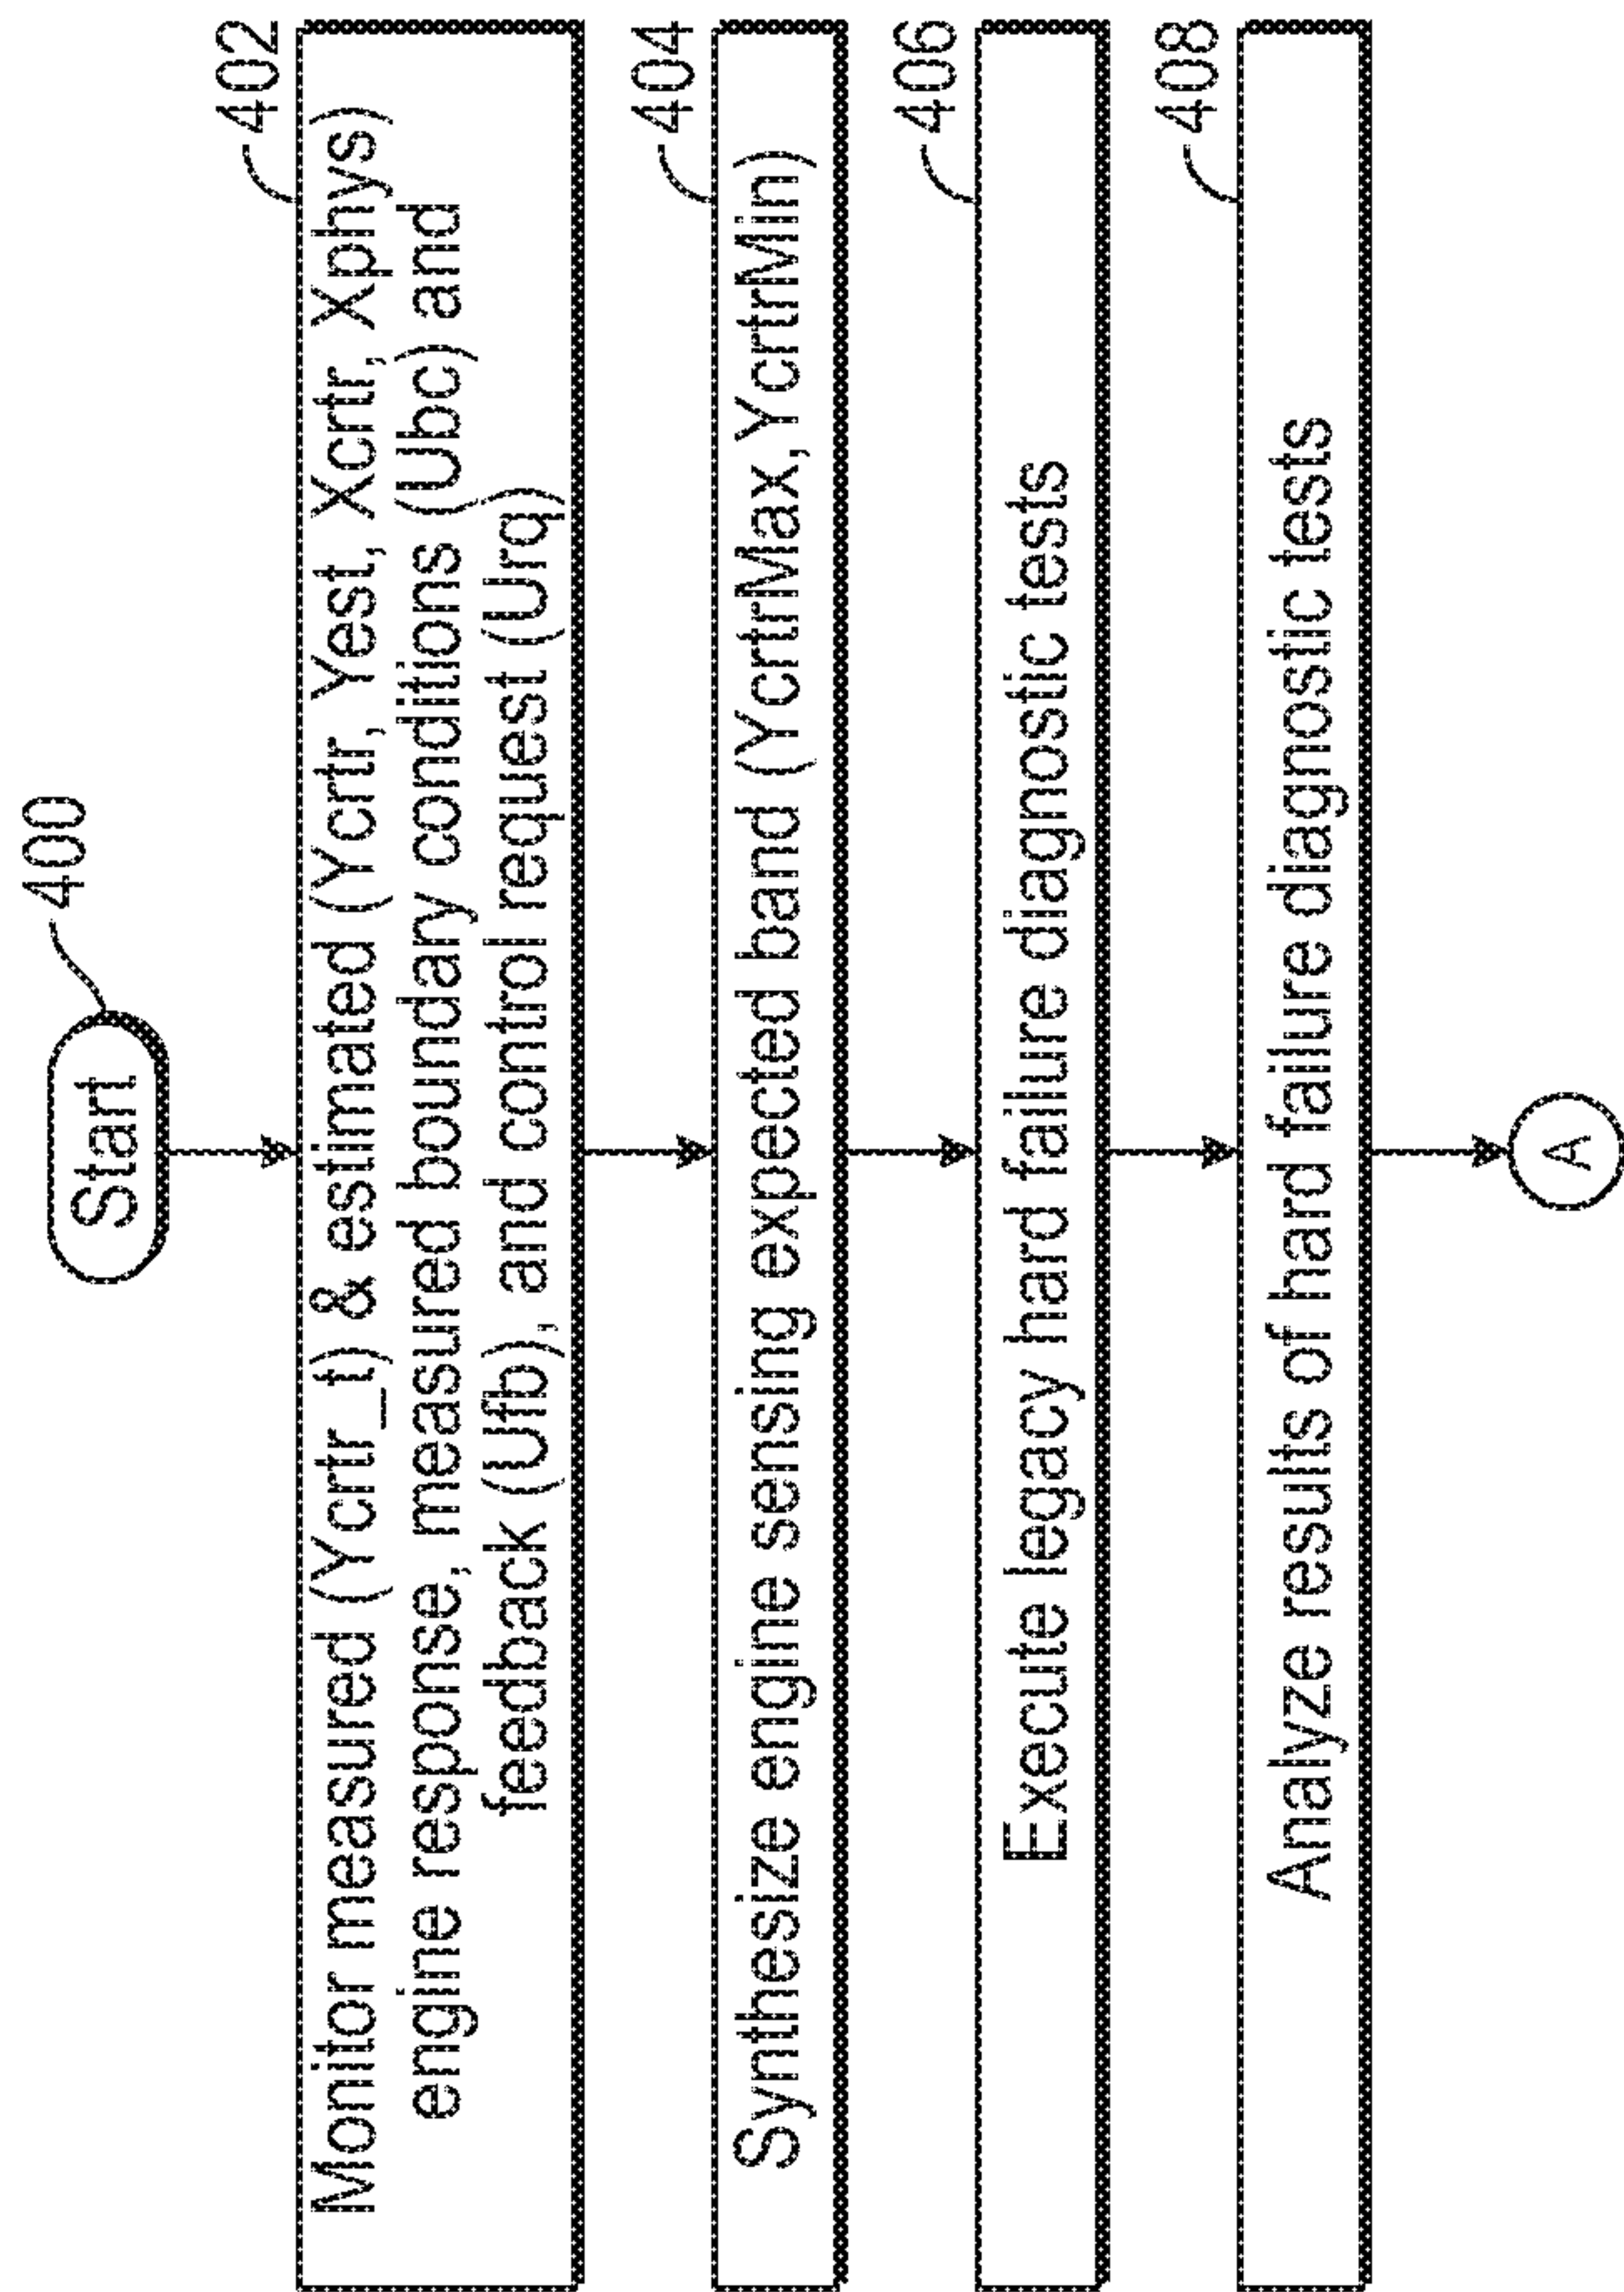 400
Start
402
Monitor measured (Ycrtr_t) & estimated (Ycrtr, Yest, Xcrtr, Xphys)
engine response, measured boundary conditions (Ubc) and
feedback (Ufb), and control request (Urq)
404
Synthesize engine sensing expected band (YcrtrMax,YcrtrMin)
406
Execute legacy hard failure diagnostic tests
408
Analyze results of hard failure diagnostic tests
A